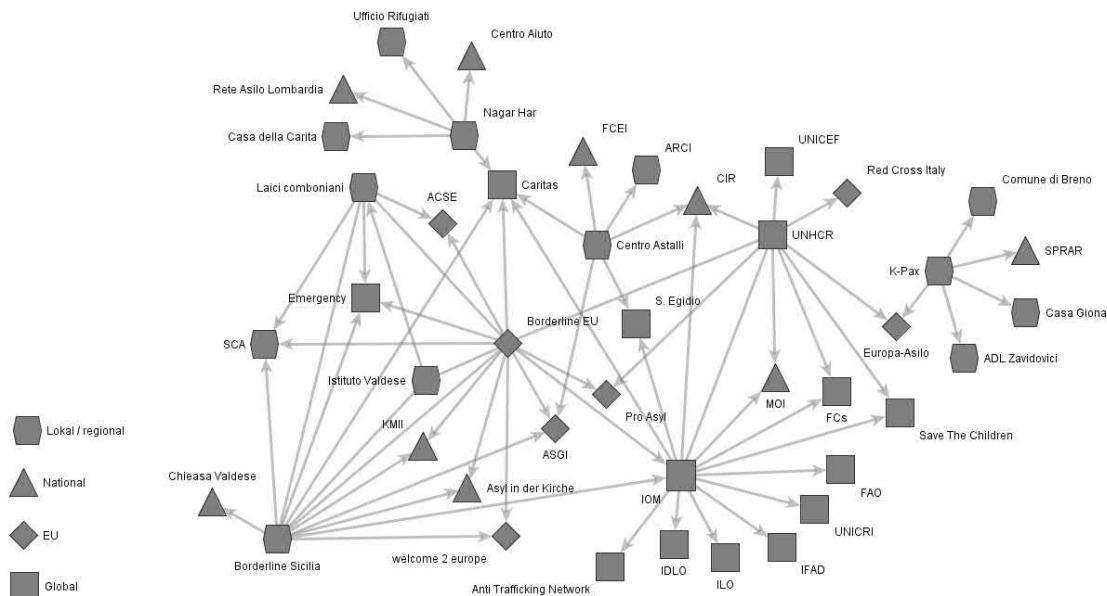 Ufficio Rifugiati
Centro Aiuto
Rete Asilo Lombardia
Nagar Har
Casa della Carita
FCEI
ARCI
UNICEF
CIR
Red Cross Italy
Comune di Breno
Laici comboniani
ACSE
Caritas
Centro Astalli
UNHCR
SPRAR
K-Pax
Emergency
S. Egidio
Casa Giona
Borderline EU
SCA
Europa-Asilo
ADL Zavidovici
Istituto Valdese
MOI
FCs
Pro Asyl
Save The Children
Lokal / regional
KMII
ASGI
Chieasa Valdese
National
Asyl in der Kirche
IOM
FAO
UNICRI
EU
Borderline Sicilia
welcome 2 europe
IDLO
ILO
IFAD
Anti Trafficking Network
Global